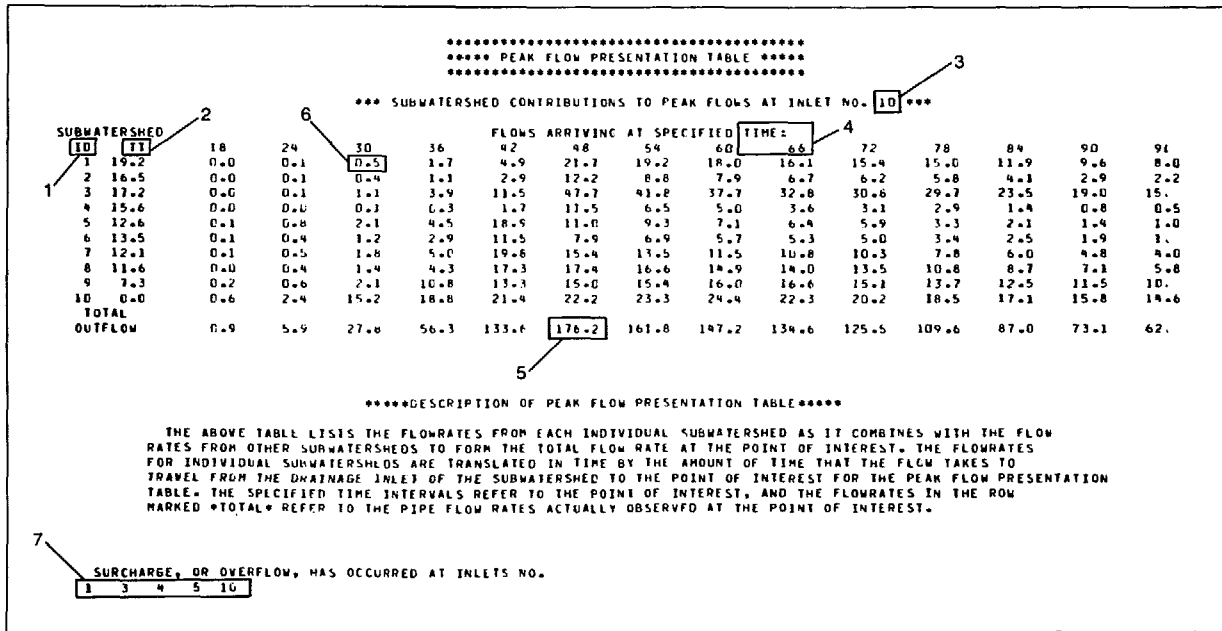 ****************************************
***** PEAK FLOW PRESENTATION TABLE *****
****************************************
3
*** SUBWATERSHED CONTRIBUTIONS TO PEAK FLOWS AT INLET NO. 10 ***
6
2
4
SUBWATERSHED FLOWS ARRIVING AT SPECIFIED TIME:
ID TT 18 24 30 36 42 48 54 60 66 72 78 84 90
1 19.2 0.0 0.1 0.5 1.7 4.9 21.7 19.2 18.0 16.1 15.4 15.0 11.9 9.6 8.0
1
2 16.5 0.0 0.1 0.4 1.1 2.9 12.2 8.8 7.9 6.7 6.2 5.8 4.1 2.9 2.2
3 17.2 0.0 0.1 1.1 3.9 11.5 47.7 41.2 37.7 32.8 30.6 29.7 23.5 19.0 15.
4 15.6 0.0 0.0 0.3 1.7 11.5 6.5 5.0 3.6 3.1 2.9 1.4 0.8 0.5
5 12.6 0.1 0.8 2.1 4.5 18.9 11.0 9.3 7.1 6.4 5.9 3.3 2.1 1.4 1.0
6 13.5 0.1 0.4 1.2 2.9 11.5 7.9 6.9 5.7 5.3 5.0 3.4 2.5 1.9 1.
7 12.1 0.1 0.5 1.8 5.0 19.6 15.4 13.5 11.5 10.8 10.3 7.8 6.0 4.8 4.0
8 11.6 0.0 0.4 1.4 4.3 17.3 17.4 16.6 14.9 14.0 13.5 10.8 8.7 7.1 5.8
9 7.3 0.2 0.6 2.1 10.8 13.3 15.0 15.4 16.0 16.6 15.1 13.7 12.5 11.5 10.
10 0.0 0.6 2.4 15.2 18.8 21.4 22.2 23.3 24.4 22.3 20.2 18.5 17.1 15.8 14.6
TOTAL
OUTFLOW 0.9 5.9 27.8 56.3 133.6 176.2 161.8 147.2 134.6 125.5 109.6 87.0 73.1 62.
5
*****DESCRIPTION OF PEAK FLOW PRESENTATION TABLE*****
THE ABOVE TABLE LISTS THE FLOWRATES FROM EACH INDIVIDUAL SUBWATERSHED AS IT COMBINES WITH THE FLOW
RATES FROM OTHER SUBWATERSHEDS TO FORM THE TOTAL FLOW RATE AT THE POINT OF INTEREST. THE FLOWRATES
FOR INDIVIDUAL SUBWATERSHEDS ARE TRANSLATED IN TIME BY THE AMOUNT OF TIME THAT THE FLOW TAKES TO
TRAVEL FROM THE DRAINAGE INLET OF THE SUBWATERSHED TO THE POINT OF INTEREST FOR THE PEAK FLOW PRESENTATION
TABLE. THE SPECIFIED TIME INTERVALS REFER TO THE POINT OF INTEREST, AND THE FLOWRATES IN THE ROW
MARKED *TOTAL* REFER TO THE PIPE FLOW RATES ACTUALLY OBSERVED AT THE POINT OF INTEREST.
7
SURCHARGE, OR OVERFLOW, HAS OCCURRED AT INLETS NO.
1 3 4 5 10